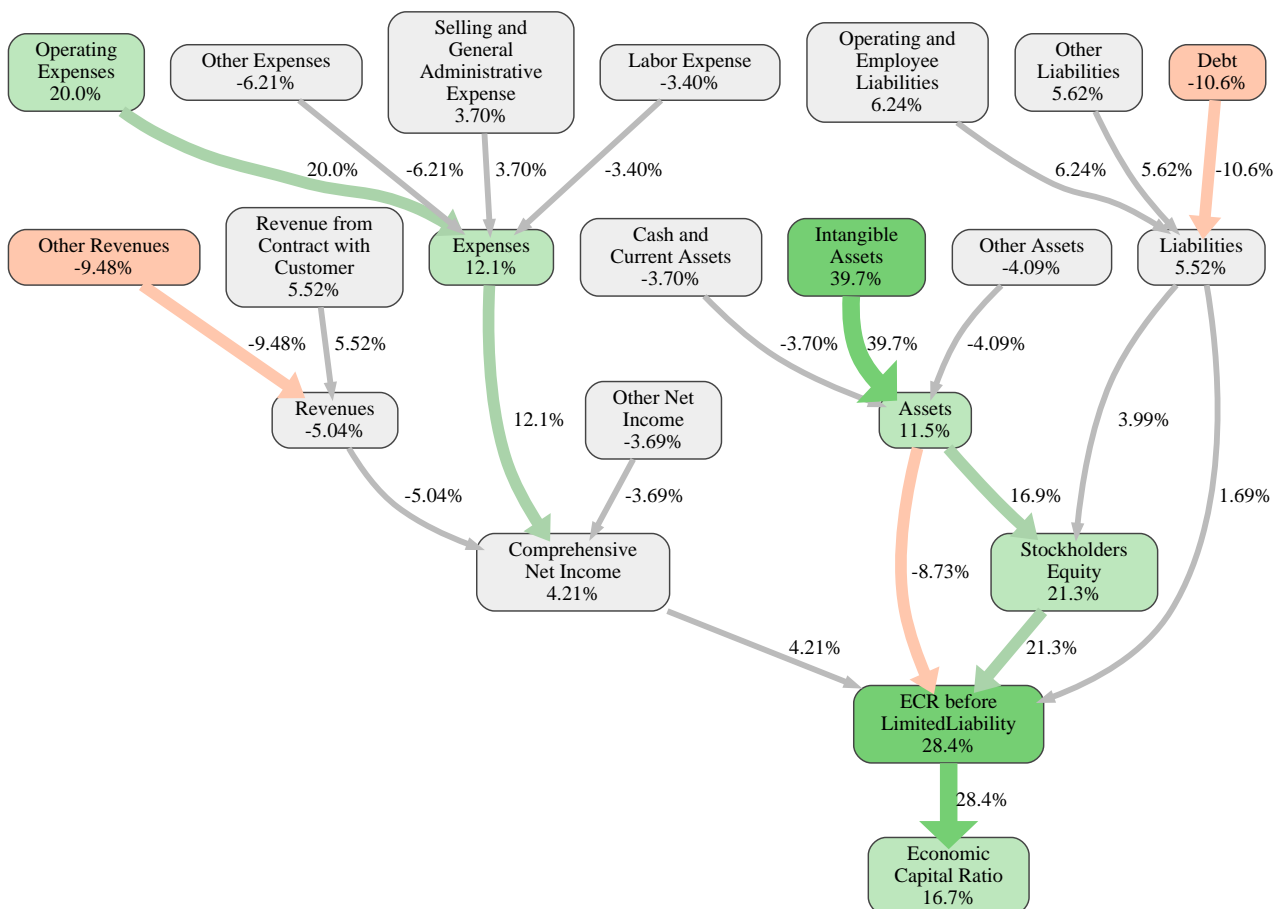 Operating
Expenses
20.0%
Other Expenses
-6.21%
Selling and
General
Administrative
Expense
3.70%
Labor Expense
-3.40%
Operating and
Employee
Liabilities
6.24%
Other
Liabilities
5.62%
Debt
-10.6%
20.0%
-6.21%
3.70%
-3.40%
6.24%
5.62%
-10.6%
Other Revenues
-9.48%
Revenue from
Contract with
Customer
5.52%
Expenses
12.1%
Cash and
Current Assets
-3.70%
Intangible
Assets
39.7%
Other Assets
-4.09%
Liabilities
5.52%
-9.48%
5.52%
-3.70%
39.7%
-4.09%
Revenues
-5.04%
12.1%
Other Net
Income
-3.69%
Assets
11.5%
3.99%
-5.04%
-3.69%
16.9%
1.69%
Comprehensive
Net Income
4.21%
-8.73%
Stockholders
Equity
21.3%
4.21%
21.3%
ECR before
LimitedLiability
28.4%
28.4%
Economic
Capital Ratio
16.7%